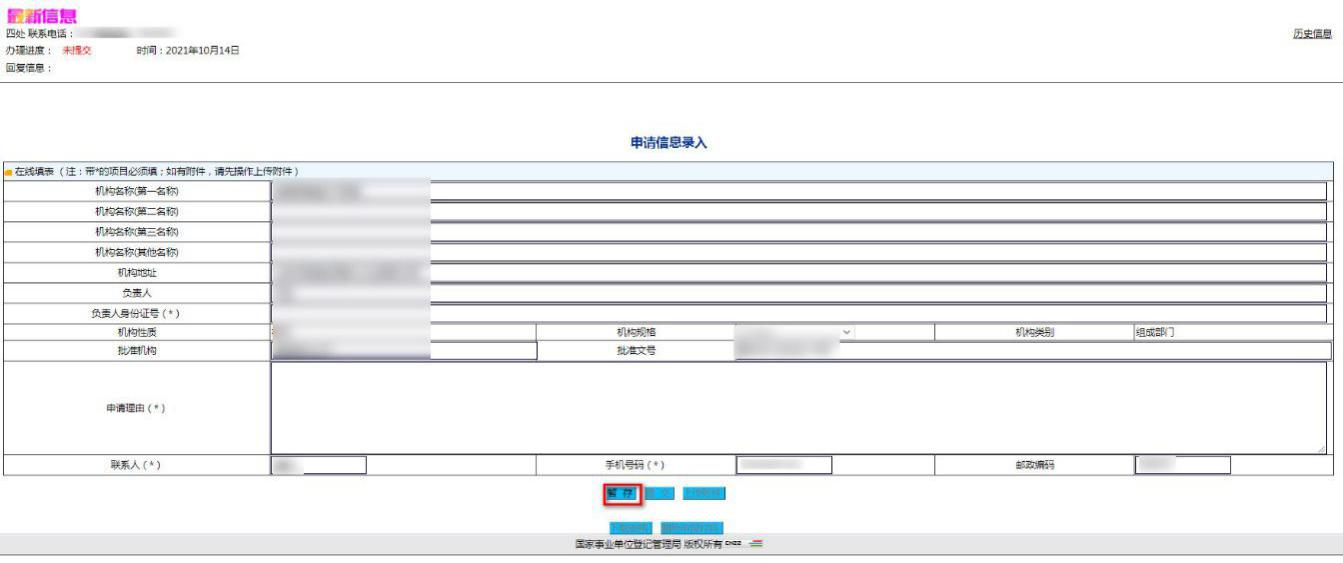 最新信息
四处 联系电话：
历史信息
办理进度： 未提交 时间：2021年10月14日
回复信息：
申请信息录入
在线填表（注：带*的项目必须填；如有附件，请先操作上传附件）
机构名称(第一名称)
机构名称(第二名称)
机构名称(第三名称)
机构名称(其他名称)
机构地址
负责人
负责人身份证号（*）
机构性质 机构规格 机构类别 组成部门
批准机构 批准文号
申请理由（*）
联系人（*） 手机号码（*） 邮政编码
暂 存
国家事业单位登记管理局 版权所有